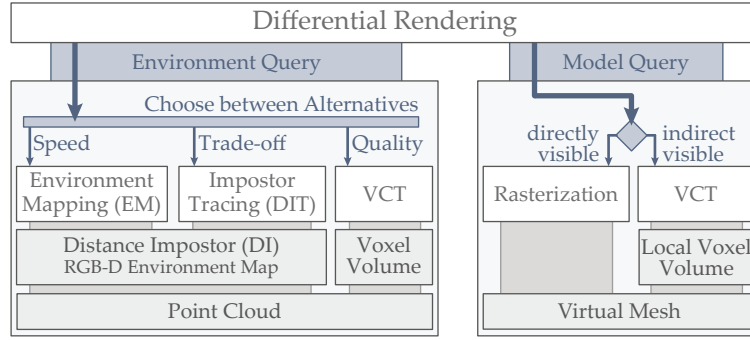 Differential Rendering
Environment Query
Choose between Alternatives
Speed
Trade-off
Quality
Environment
Mapping (EM)
Impostor
Tracing (DIT)
VCT
Distance Impostor (DI)
RGB-D Environment Map
Voxel
Volume
Point Cloud
Model Query
directly
visible
indirect
visible
Rasterization
VCT
Local Voxel
Volume
Virtual Mesh